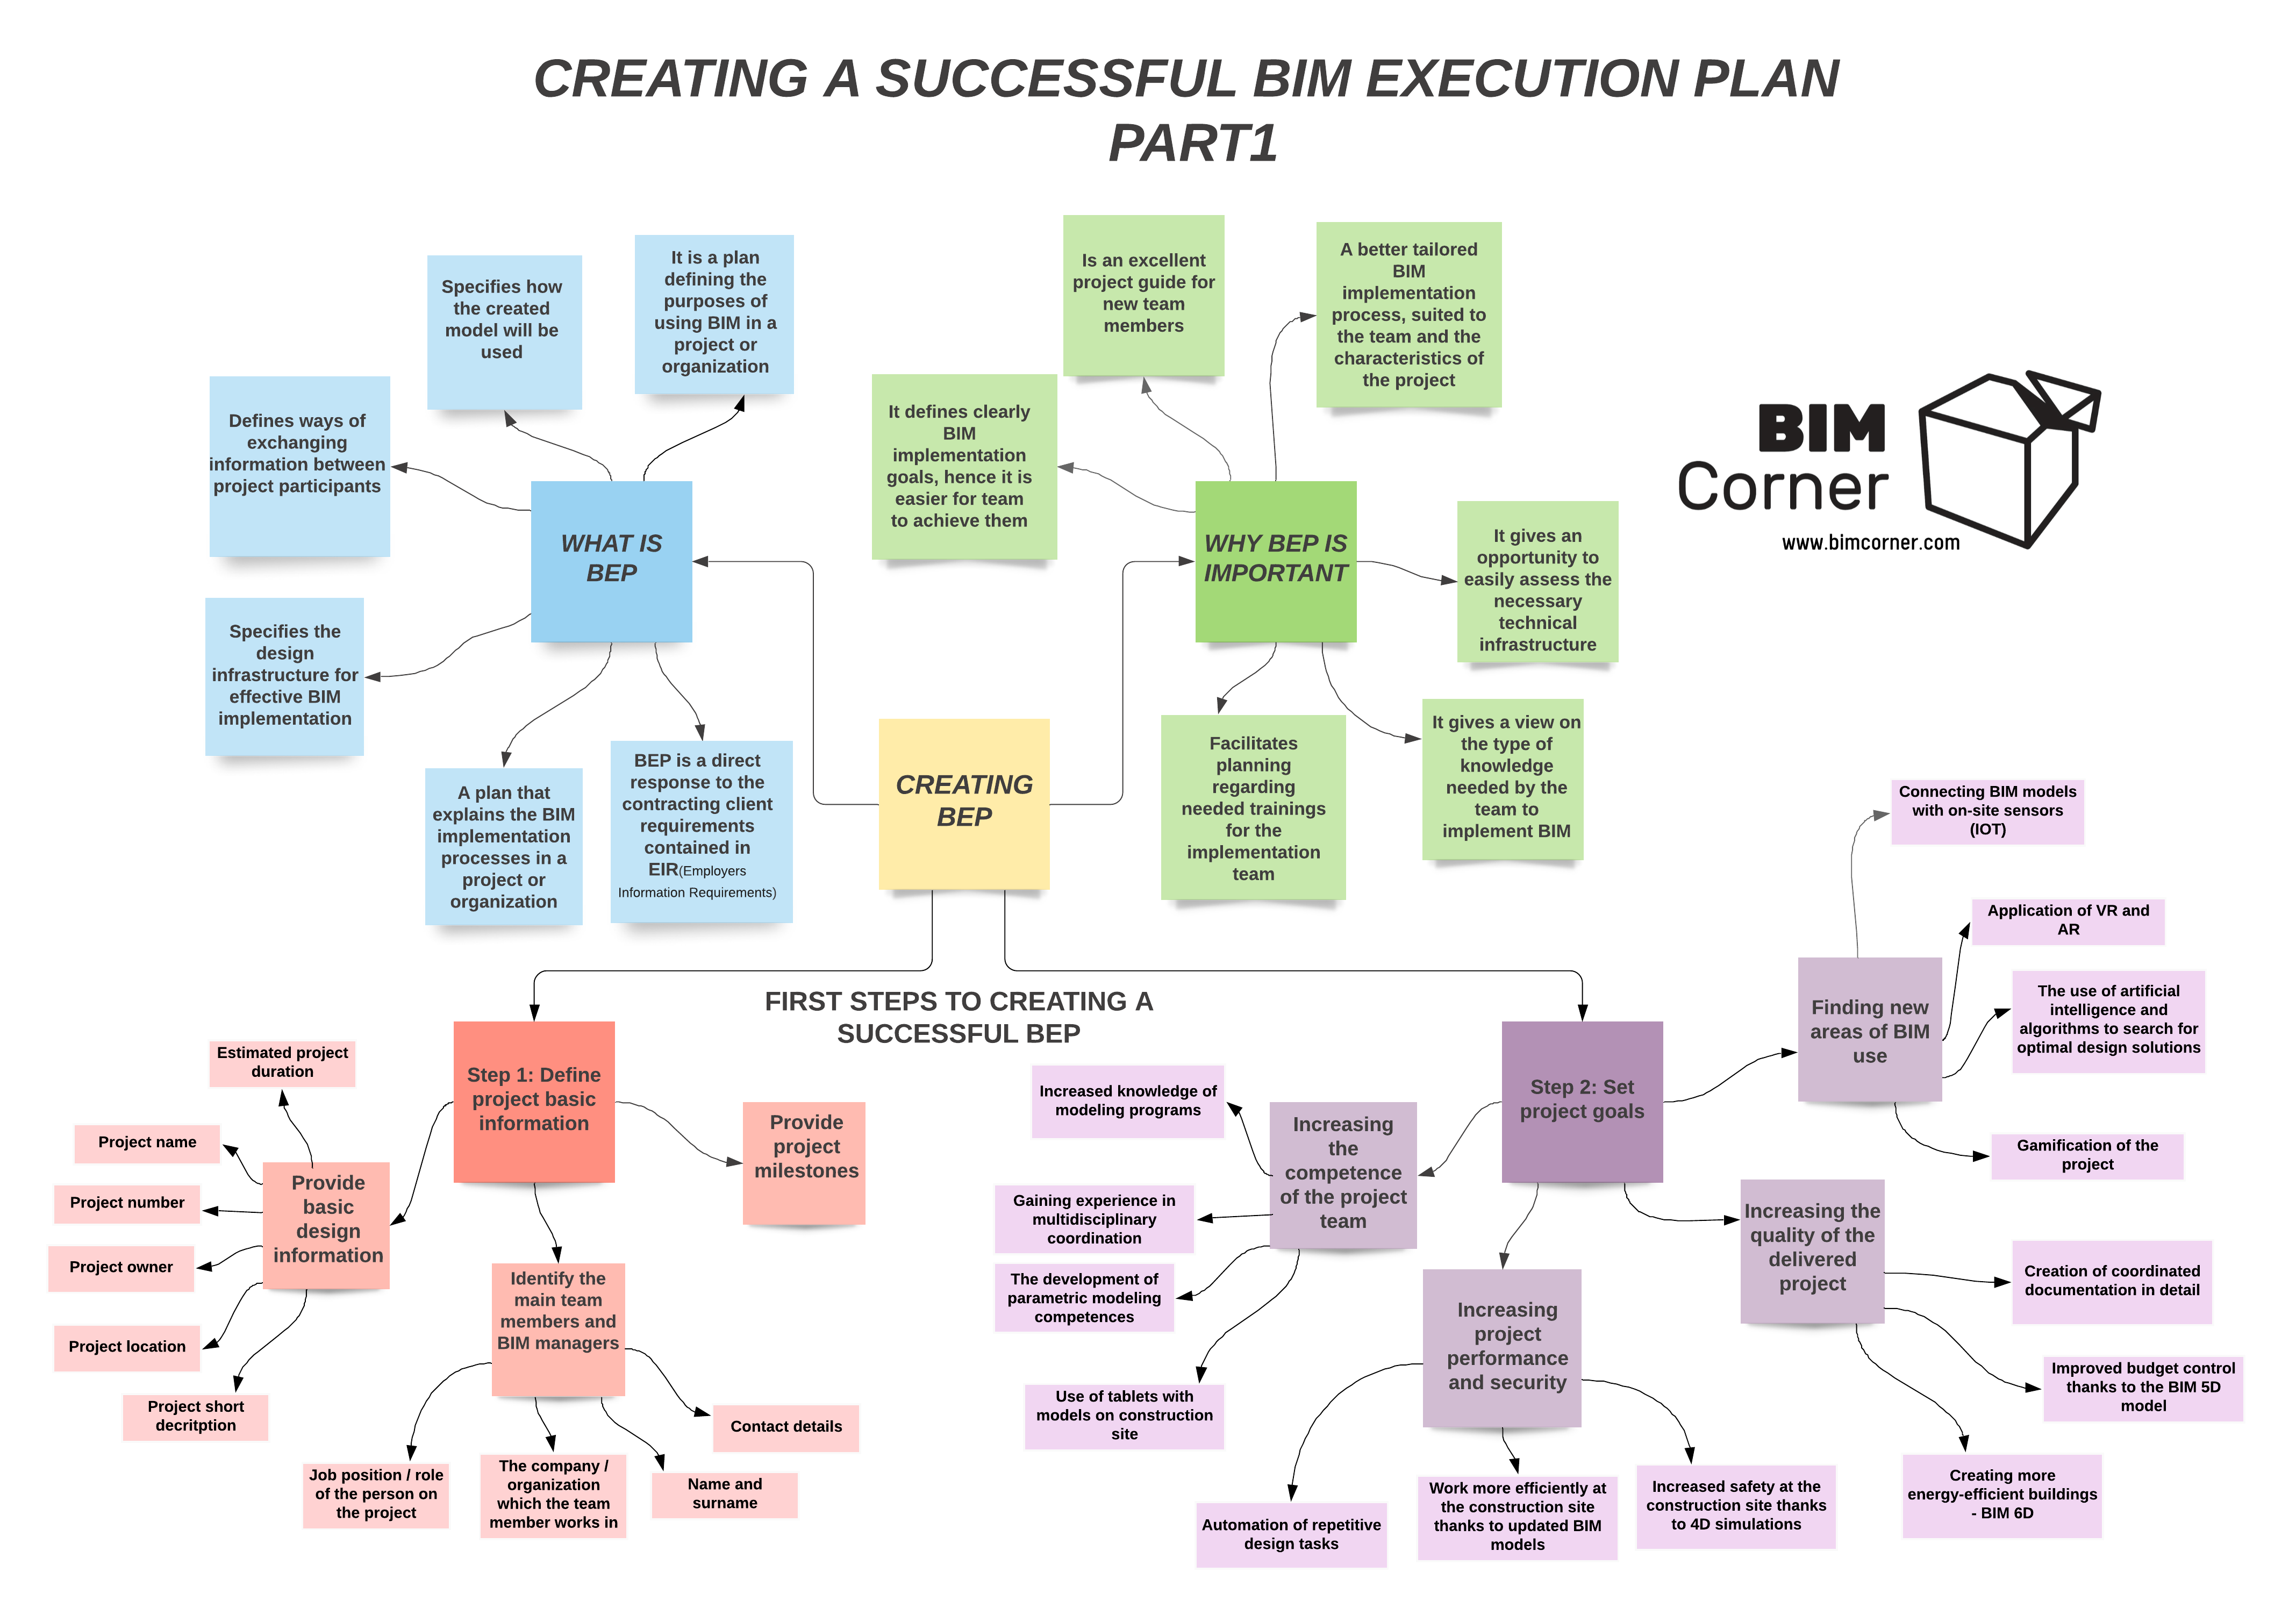 CREATING A SUCCESSFUL BIM EXECUTION PLAN
PART1
Specifies how
the created
model will be
used
It is a plan
defining the
purposes of
using BIM in a
project or
organization
Defines ways of
exchanging
information between
project participants
WHAT IS
BEP
Specifies the
design
infrastructure for
effective BIM
implementation
A plan that
explains the BIM
implementation
processes in a
project or
organization
BEP is a direct
response to the
contracting client
requirements
contained in
EIR(Employers
Information Requirements)
Is an excellent
project guide for
new team
members
A better tailored
BIM
implementation
process, suited to
the team and the
characteristics of
the project
It defines clearly
BIM
implementation
goals, hence it is
easier for team
to achieve them
WHY BEP IS
IMPORTANT
It gives an
opportunity to
easily assess the
necessary
technical
infrastructure
Facilitates
planning
regarding
needed trainings
for the
implementation
team
It gives a view on
the type of
knowledge
needed by the
team to
implement BIM
BIM
Corner
www.bimcorner.com
CREATING
BEP
FIRST STEPS TO CREATING A
SUCCESSFUL BEP
Step 1: Define
project basic
information
Provide
project
milestones
Provide
basic
design
information
Estimated project
duration
Project name
Project number
Project owner
Project location
Project short
decritption
Identify the
main team
members and
BIM managers
Job position / role
of the person on
the project
The company /
organization
which the team
member works in
Name and
surname
Contact details
Step 2: Set
project goals
Increasing
the
competence
of the project
team
Increased knowledge of
modeling programs
Gaining experience in
multidisciplinary
coordination
The development of
parametric modeling
competences
Use of tablets with
models on construction
site
Increasing
project
performance
and security
Automation of repetitive
design tasks
Work more efficiently at
the construction site
thanks to updated BIM
models
Increased safety at the
construction site thanks
to 4D simulations
Finding new
areas of BIM
use
Connecting BIM models
with on-site sensors
(IOT)
Application of VR and
AR
The use of artificial
intelligence and
algorithms to search for
optimal design solutions
Gamification of the
project
Increasing the
quality of the
delivered
project
Creation of coordinated
documentation in detail
Improved budget control
thanks to the BIM 5D
model
Creating more
energy-efficient buildings
- BIM 6D